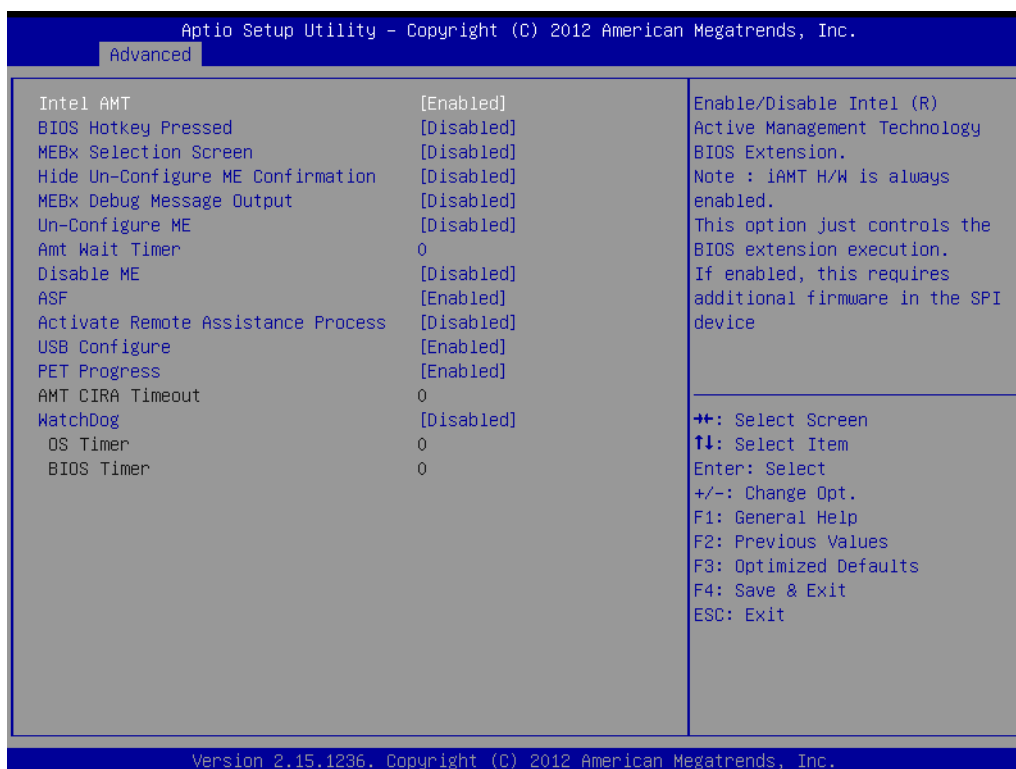 Aptio Setup Utility – Copyright (C) 2012 American Megatrends, Inc.
Advanced
Intel AMT [Enabled]
BIOS Hotkey Pressed [Disabled]
MEBx Selection Screen [Disabled]
Hide Un-Configure ME Confirmation [Disabled]
MEBx Debug Message Output [Disabled]
Un-Configure ME [Disabled]
Amt Wait Timer 0
Disable ME [Disabled]
ASF [Enabled]
Activate Remote Assistance Process [Disabled]
USB Configure [Enabled]
PET Progress [Enabled]
AMT CIRA Timeout 0
WatchDog [Disabled]
OS Timer 0
BIOS Timer 0
Enable/Disable Intel (R)
Active Management Technology
BIOS Extension.
Note : iAMT H/W is always
enabled.
This option just controls the
BIOS extension execution.
If enabled, this requires
additional firmware in the SPI
device
→←: Select Screen
↑↓: Select Item
Enter: Select
+/-: Change Opt.
F1: General Help
F2: Previous Values
F3: Optimized Defaults
F4: Save & Exit
ESC: Exit
Version 2.15.1236. Copyright (C) 2012 American Megatrends, Inc.